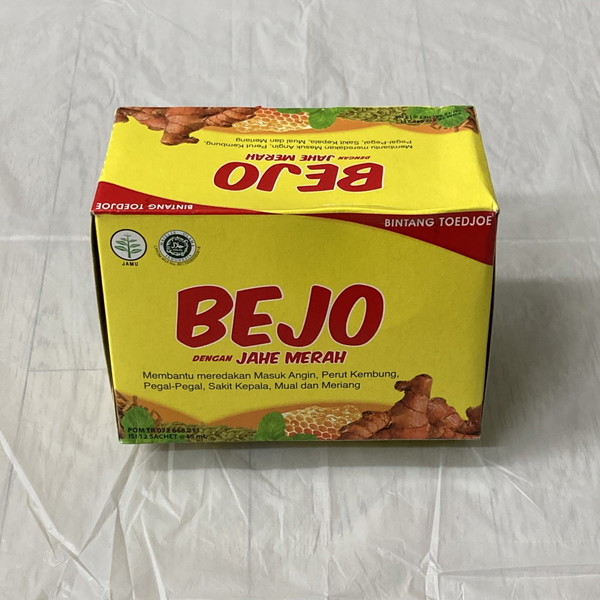 BEJO
DENGAN JAHE MERAH
Membantu meredakan Masuk Angin, Perut Kembung,
Pegal-Pegal, Sakit Kepala, Mual dan Meriang
BINTANG TOEDJOE
BINTANG TOEDJOE
JAMU
BEJO
DENGAN JAHE MERAH
Membantu meredakan Masuk Angin, Perut Kembung,
Pegal-Pegal, Sakit Kepala, Mual dan Meriang
ISI 12 SACHET